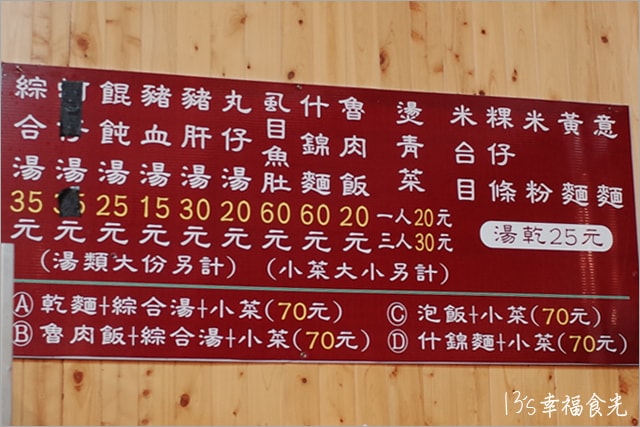 意麵
黃麵
米粉
粿仔條
米台目
湯乾25元
燙青菜
一人20元
三人30元
魯肉飯20元
什錦麵60元
虱目魚肚60元
丸仔湯20元
豬肝湯30元
豬血湯15元
餛飩湯25元
湯元
綜合湯35元
(湯類大份另計)
(小菜大小另計)
Ⓐ乾麵+綜合湯+小菜(70元)
Ⓑ魯肉飯+綜合湯+小菜(70元)
Ⓒ泡飯+小菜(70元)
Ⓓ什錦麵+小菜(70元)
13's幸福食光